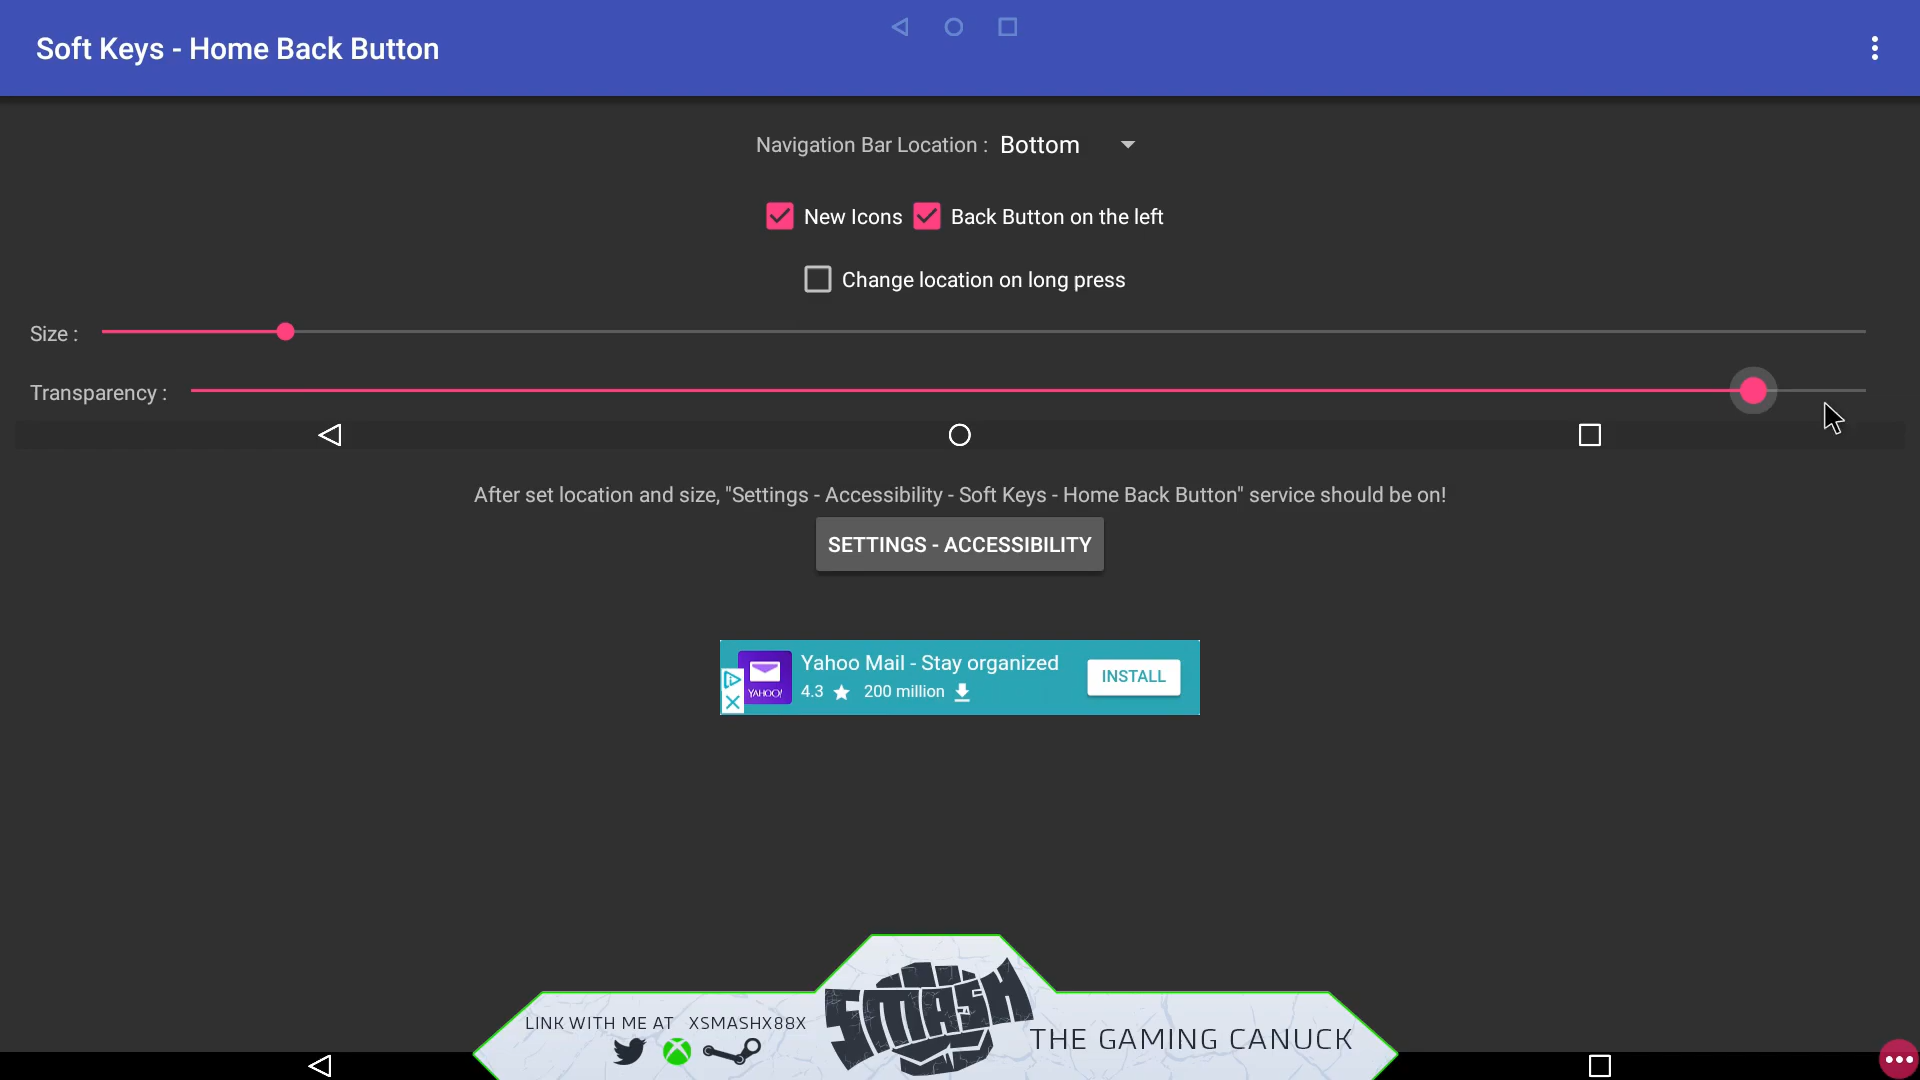 Soft Keys - Home Back Button
Navigation Bar Location : Bottom
New Icons Back Button on the left
Change location on long press
Size :
Transparency :
After set location and size, "Settings - Accessibility - Soft Keys - Home Back Button" service should be on!
SETTINGS - ACCESSIBILITY
Yahoo Mail - Stay organized
YAHOO!
4.3 200 million
INSTALL
LINK WITH ME AT XSMASHX88X
SMASH
THE GAMING CANUCK